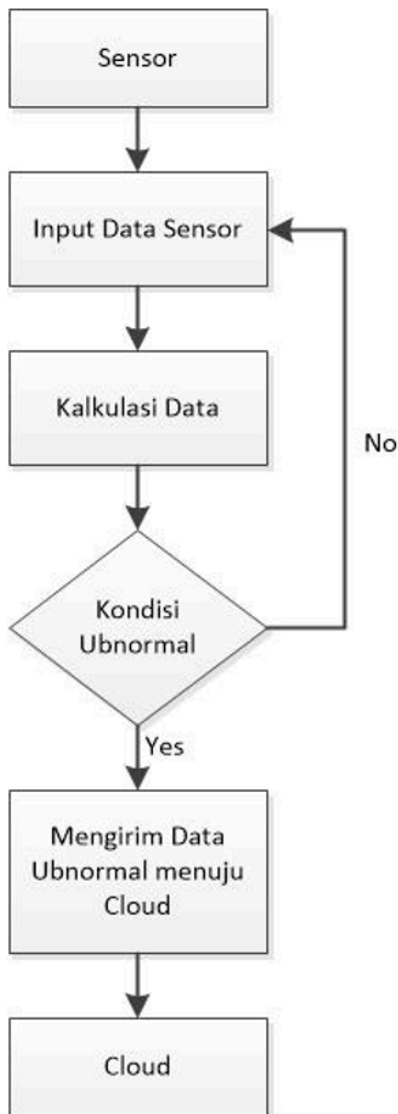 Sensor
Input Data Sensor
Kalkulasi Data
No
Kondisi
Ubnormal
Yes
Mengirim Data
Ubnormal menuju
Cloud
Cloud